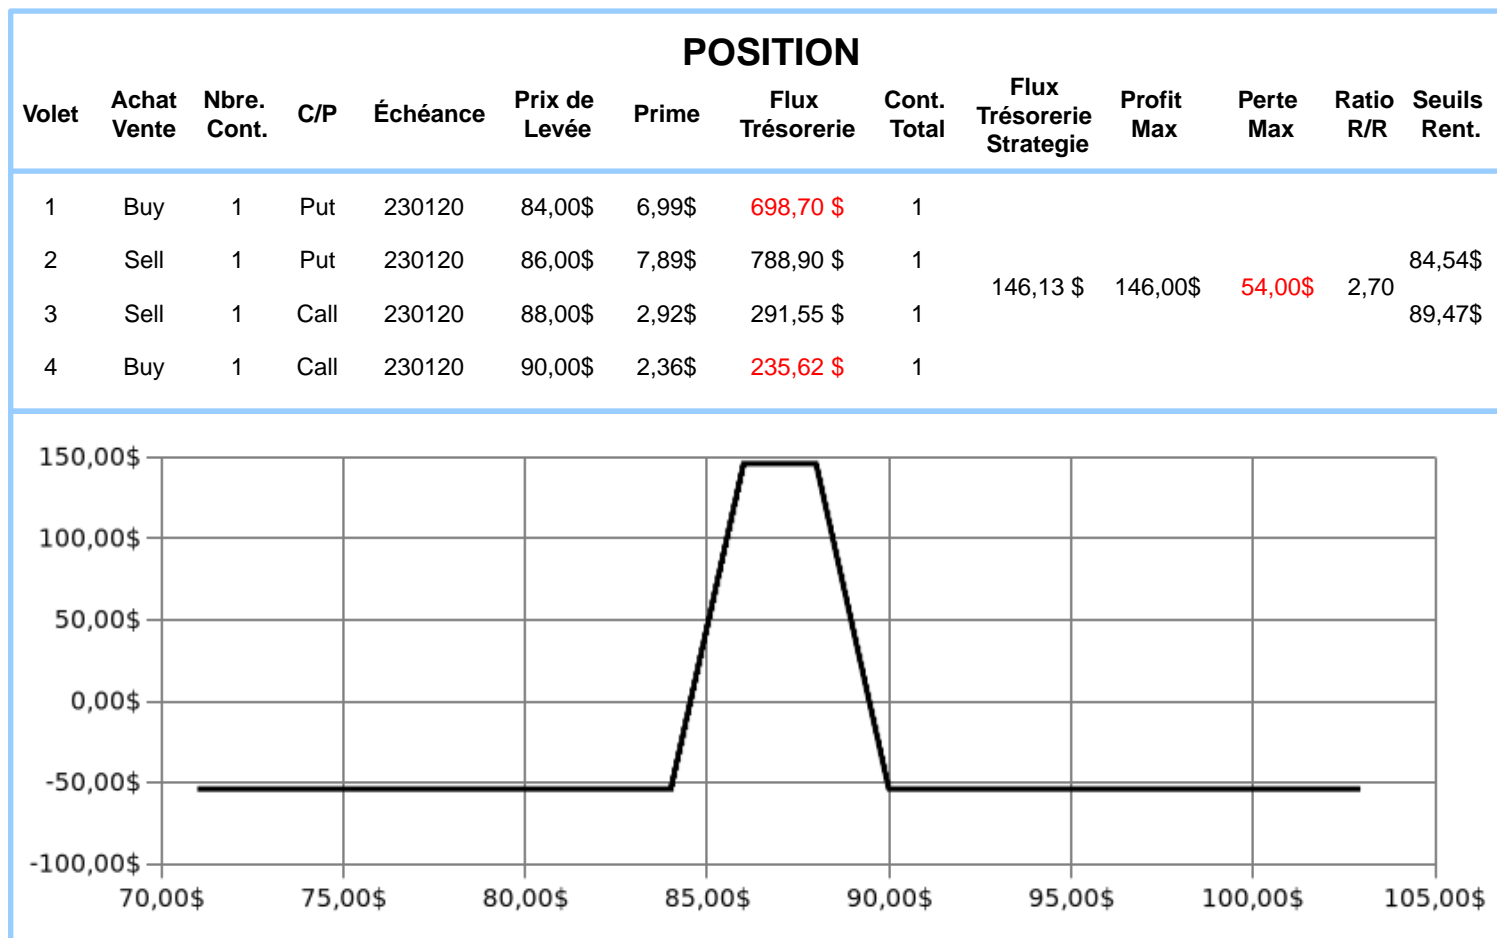 POSITION
Volet Achat Vente Nbre. Cont. C/P Échéance Prix de Levée Prime Flux Trésorerie Cont. Total Flux Trésorerie Strategie Profit Max Perte Max Ratio R/R Seuils Rent.
1 Buy 1 Put 230120 84,00$ 6,99$ 698,70 $ 1
2 Sell 1 Put 230120 86,00$ 7,89$ 788,90 $ 1 84,54$
146,13 $ 146,00$ 54,00$ 2,70
3 Sell 1 Call 230120 88,00$ 2,92$ 291,55 $ 1 89,47$
4 Buy 1 Call 230120 90,00$ 2,36$ 235,62 $ 1
150,00$
100,00$
50,00$
0,00$
-50,00$
-100,00$
70,00$ 75,00$ 80,00$ 85,00$ 90,00$ 95,00$ 100,00$ 105,00$